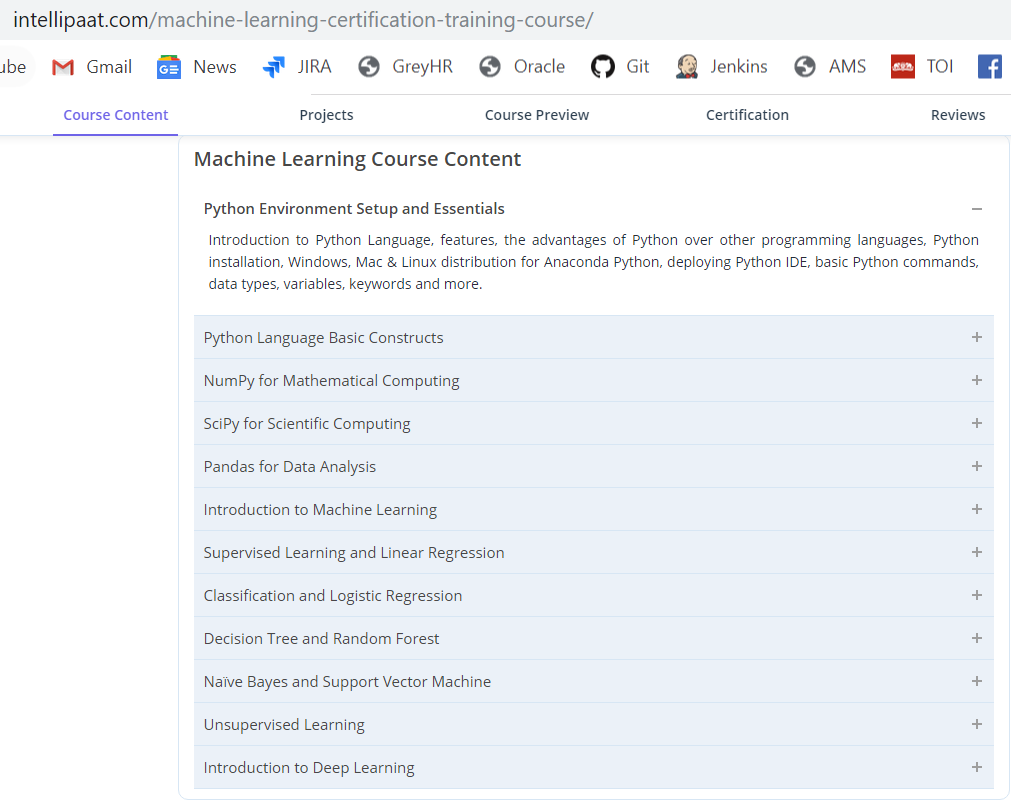 intellipaat.com/machine-learning-certification-training-course/
ube Gmail News JIRA GreyHR Oracle Git Jenkins AMS TOI
Course Content Projects Course Preview Certification Reviews
Machine Learning Course Content
Python Environment Setup and Essentials
Introduction to Python Language, features, the advantages of Python over other programming languages, Python
installation, Windows, Mac & Linux distribution for Anaconda Python, deploying Python IDE, basic Python commands,
data types, variables, keywords and more.
Python Language Basic Constructs
NumPy for Mathematical Computing
SciPy for Scientific Computing
Pandas for Data Analysis
Introduction to Machine Learning
Supervised Learning and Linear Regression
Classification and Logistic Regression
Decision Tree and Random Forest
Naïve Bayes and Support Vector Machine
Unsupervised Learning
Introduction to Deep Learning